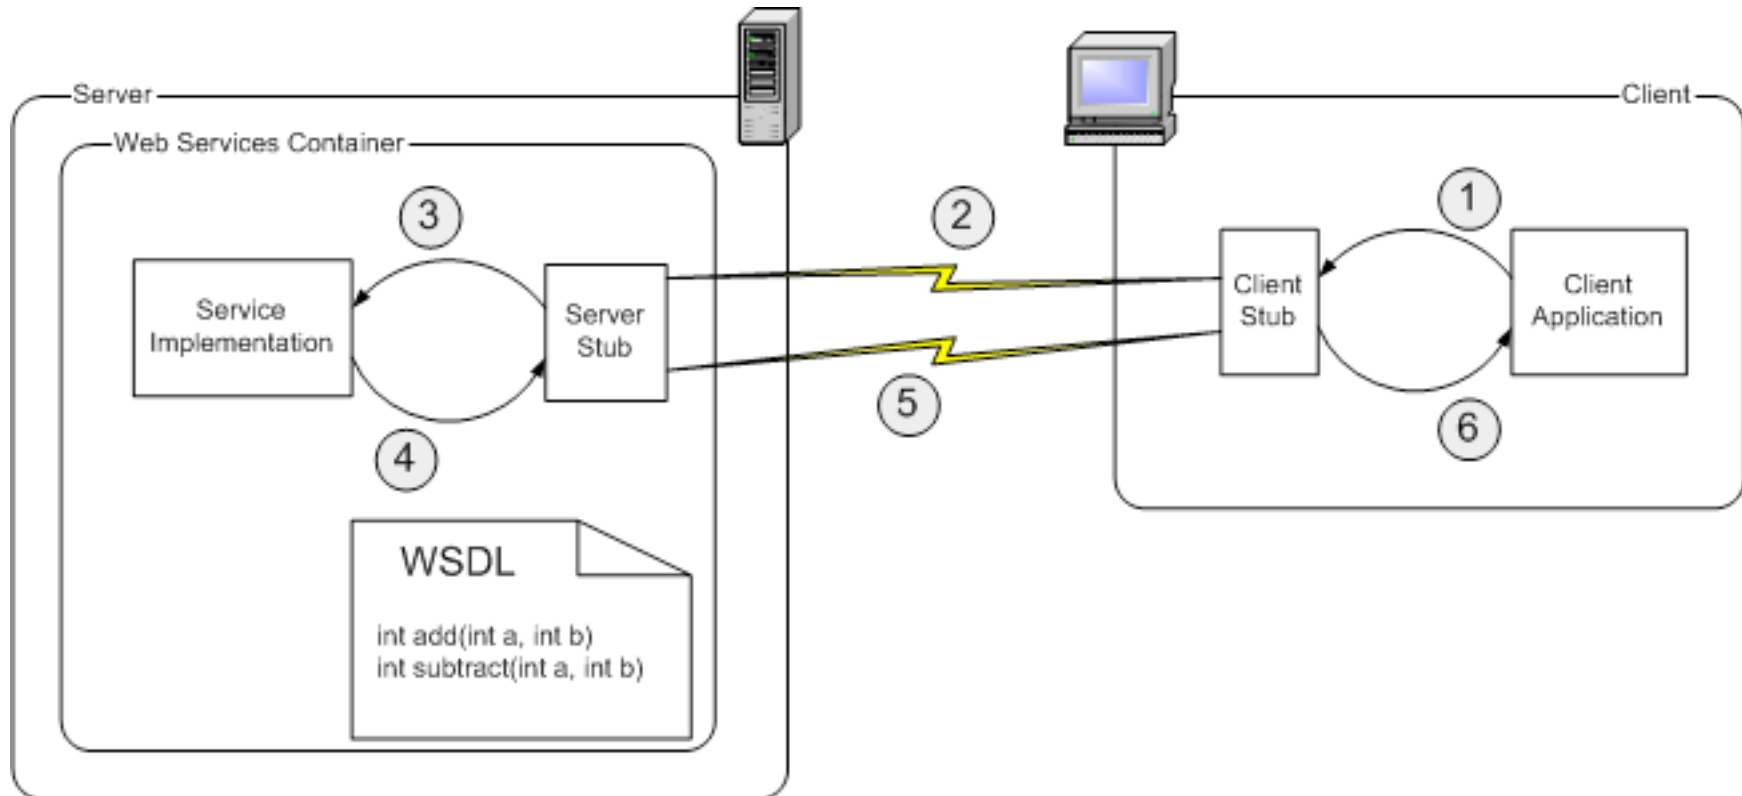 Server
Client
Web Services Container
3
2
1
Service
Implementation
Server
Stub
Client
Stub
Client
Application
4
5
6
WSDL
int add(int a, int b)
int subtract(int a, int b)